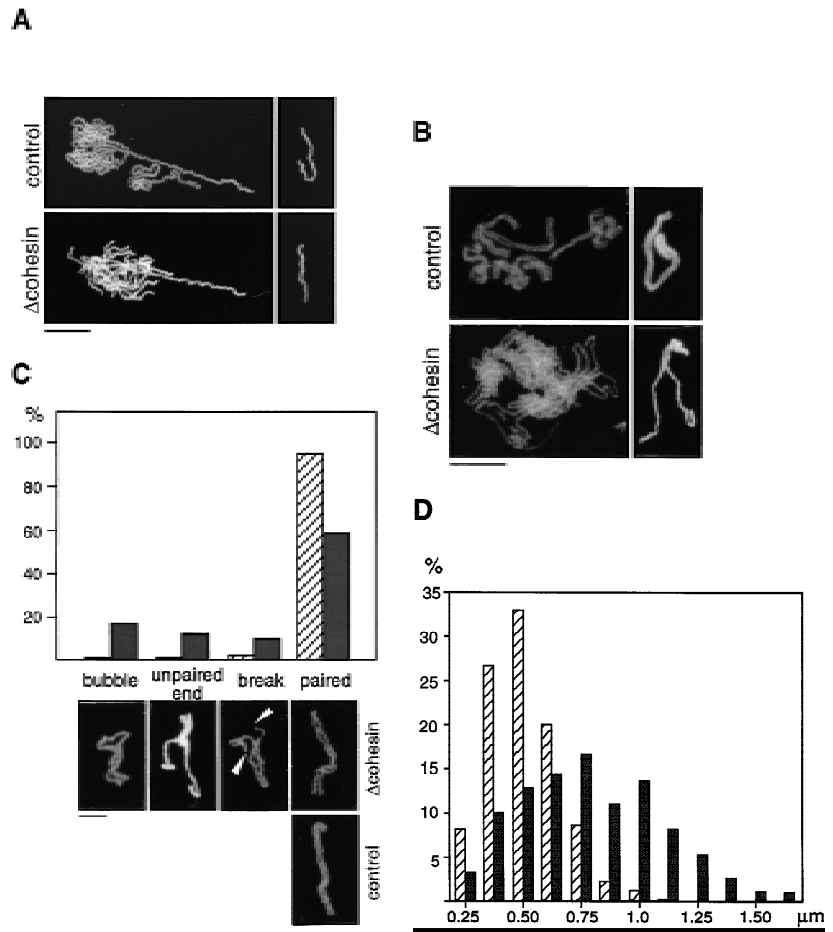 A
control
Δcohesin
B
control
Δcohesin
C
%
100
80
60
40
20
bubble
unpaired
end
break
paired
Δcohesin
control
D
%
35
30
25
20
15
10
5
0.25
0.50
0.75
1.0
1.25
1.50
μm